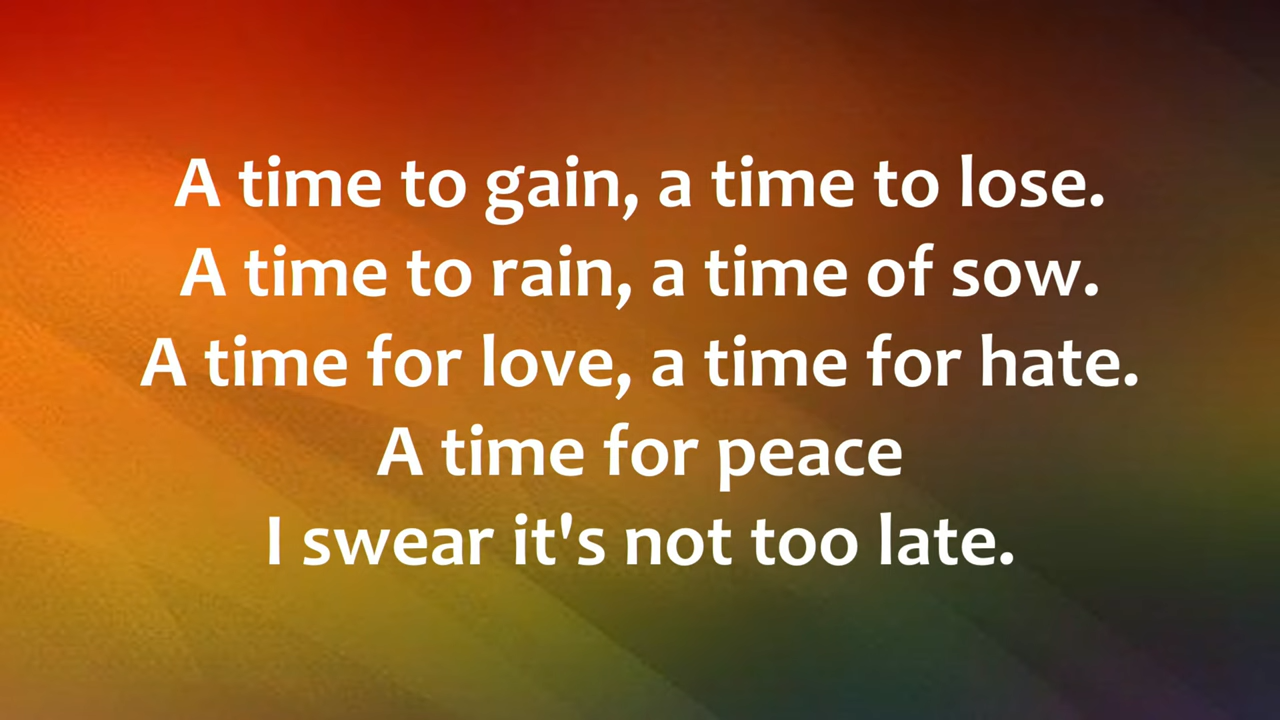 A time to gain, a time to lose.
A time to rain, a time of sow.
A time for love, a time for hate.
A time for peace
I swear it's not too late.